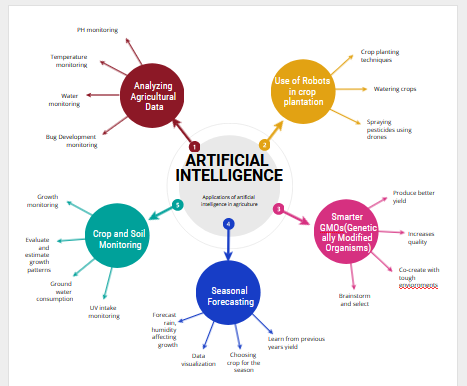 PH monitoring
Temperature
monitoring
Water
monitoring
Bug Development
monitoring
Analyzing
Agricultural
Data
1
Use of Robots
in crop
plantation
2
Crop planting
techniques
Watering crops
Spraying
pesticides using
drones
ARTIFICIAL
INTELLIGENCE
Applications of artificial
intelligence in agriculture
3
Smarter
GMOs(Genetic
ally Modified
Organisms)
Produce better
yield
Increases
quality
Co-create with
tough
Brainstorm
and select
4
Seasonal
Forecasting
Forecast
rain,
humidity
affecting
growth
Data
visualization
Choosing
crop for the
season
Learn from previous
years yield
5
Crop and Soil
Monitoring
Growth
monitoring
Evaluate
and
estimate
growth
patterns
Ground
water
consumption
UV intake
monitoring